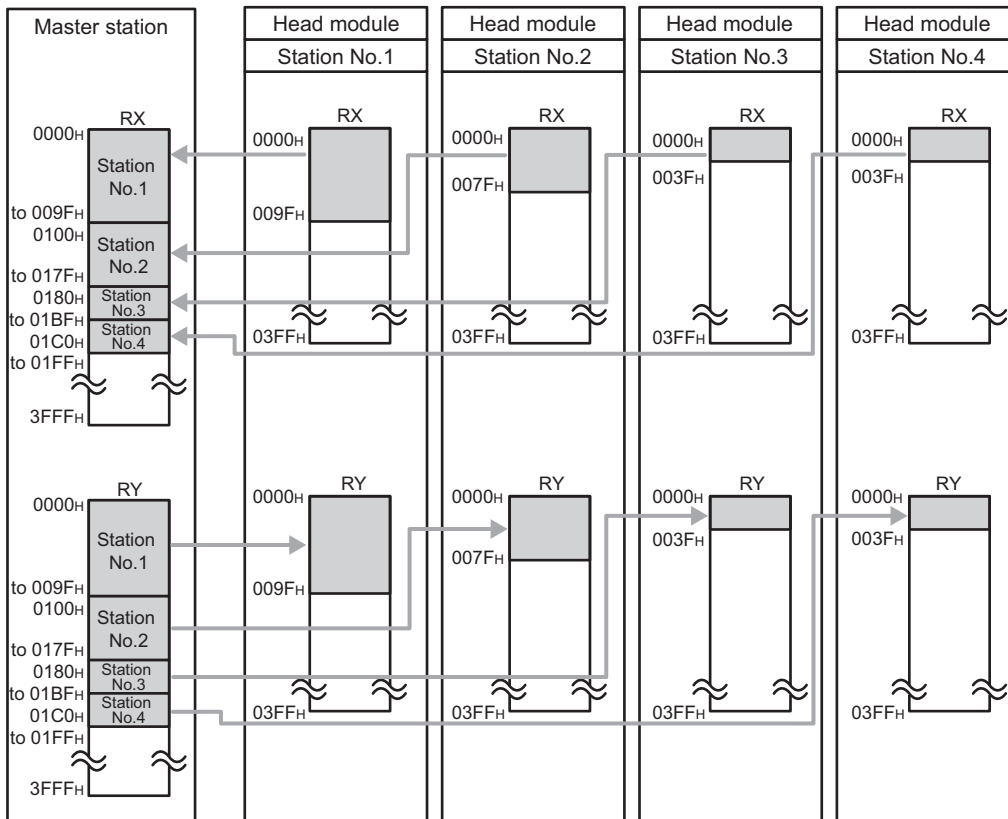 Master station
Head module
Head module
Head module
Head module
Station No.1
Station No.2
Station No.3
Station No.4
RX
RX
RX
RX
RX
0000H
Station
No.1
to 009FH
0100H
Station
No.2
to 017FH
0180H
Station
No.3
to 01BFH
01C0H
Station
No.4
to 01FFH
3FFFH
0000H
009FH
03FFH
0000H
007FH
03FFH
0000H
003FH
03FFH
0000H
003FH
03FFH
RY
RY
RY
RY
RY
0000H
Station
No.1
to 009FH
0100H
Station
No.2
to 017FH
0180H
Station
No.3
to 01BFH
01C0H
Station
No.4
to 01FFH
3FFFH
0000H
009FH
03FFH
0000H
007FH
03FFH
0000H
003FH
03FFH
0000H
003FH
03FFH